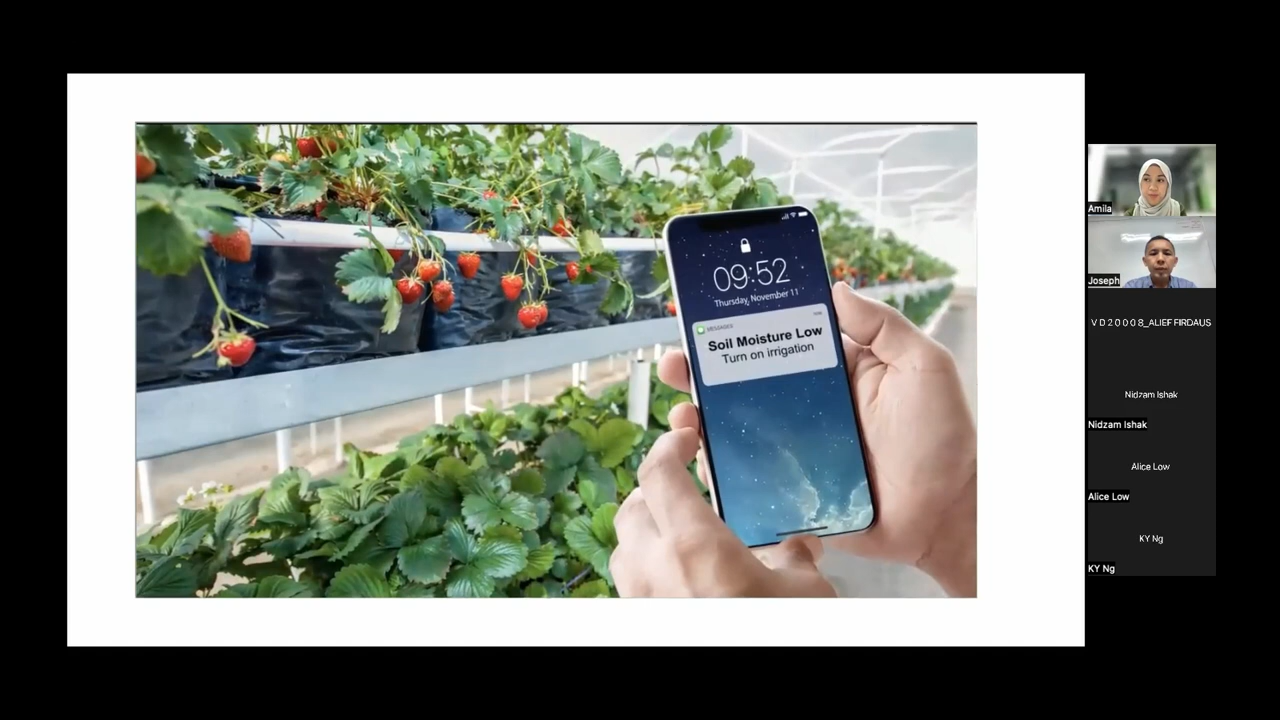 09:52
Thursday, November 11
MESSAGES
now
Soil Moisture Low
Turn on irrigation
Amila
Joseph
V D 2 0 0 0 8_ALIEF FIRDAUS
Nidzam Ishak
Nidzam Ishak
Alice Low
Alice Low
KY Ng
KY Ng